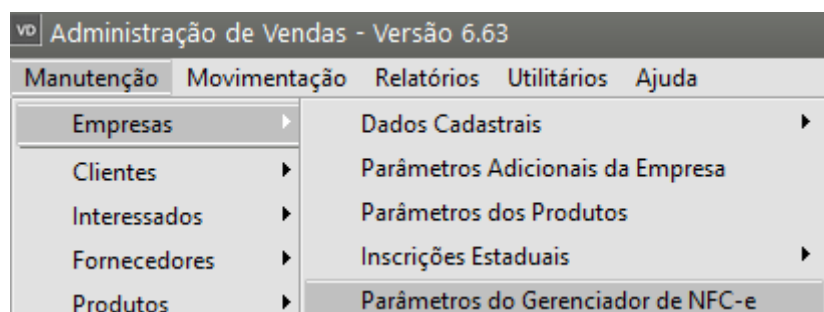 VD Administração de Vendas - Versão 6.63
Manutenção Movimentação Relatórios Utilitários Ajuda
Empresas Dados Cadastrais
Clientes Parâmetros Adicionais da Empresa
Interessados Parâmetros dos Produtos
Fornecedores Inscrições Estaduais
Produtos Parâmetros do Gerenciador de NFC-e